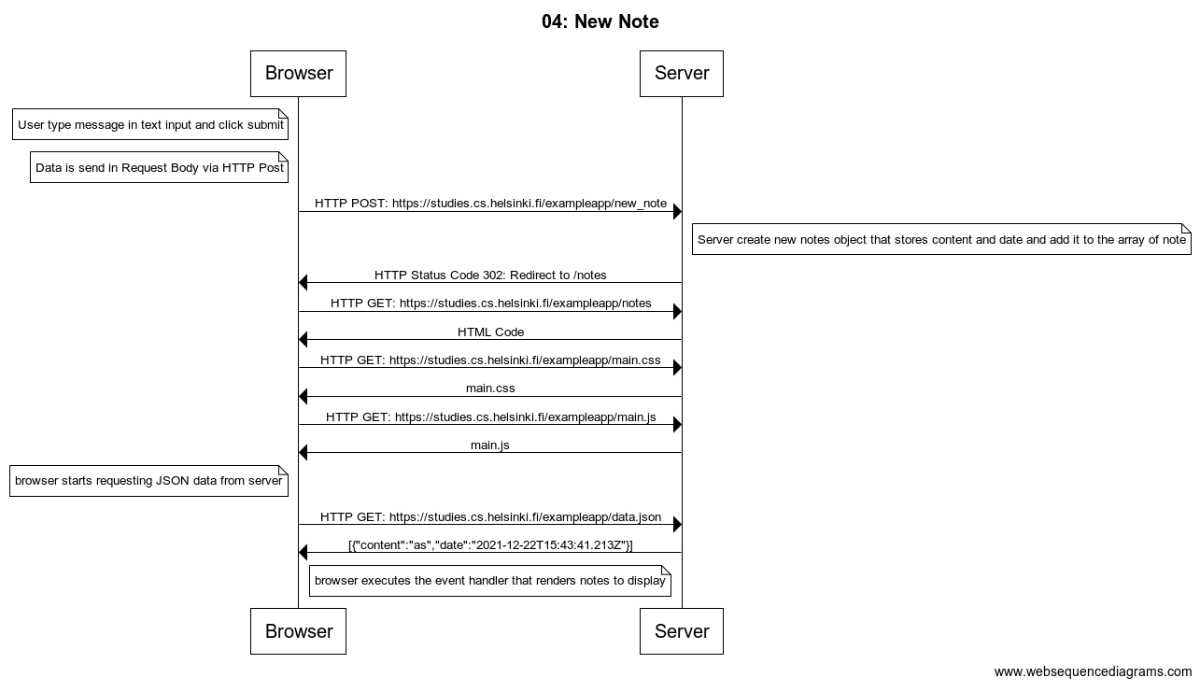 04: New Note
Browser
Server
User type message in text input and click submit
Data is send in Request Body via HTTP Post
HTTP POST: https://studies.cs.helsinki.fi/exampleapp/new_note
Server create new notes object that stores content and date and add it to the array of note
HTTP Status Code 302: Redirect to /notes
HTTP GET: https://studies.cs.helsinki.fi/exampleapp/notes
HTML Code
HTTP GET: https://studies.cs.helsinki.fi/exampleapp/main.css
main.css
HTTP GET: https://studies.cs.helsinki.fi/exampleapp/main.js
main.js
browser starts requesting JSON data from server
HTTP GET: https://studies.cs.helsinki.fi/exampleapp/data.json
[{"content":"as","date":"2021-12-22T15:43:41.213Z"}]
browser executes the event handler that renders notes to display
Browser
Server
www.websequencediagrams.com